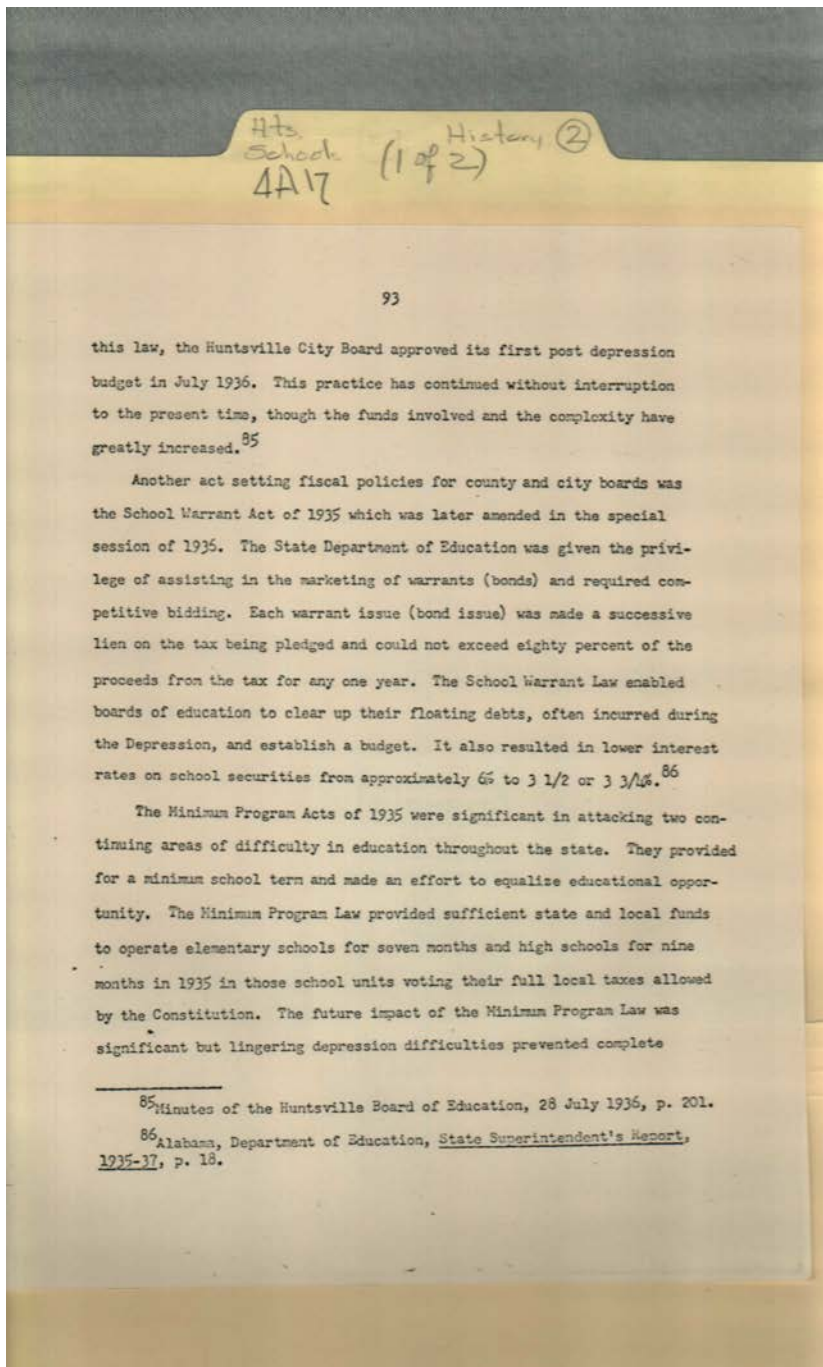 Hts. History ②
School (1 of 2)
4A17
93
this law, the Huntsville City Board approved its first post depression
budget in July 1936. This practice has continued without interruption
to the present time, though the funds involved and the complexity have
greatly increased.85
Another act setting fiscal policies for county and city boards was
the School Warrant Act of 1935 which was later amended in the special
session of 1936. The State Department of Education was given the privi-
lege of assisting in the marketing of warrants (bonds) and required com-
petitive bidding. Each warrant issue (bond issue) was made a successive
lien on the tax being pledged and could not exceed eighty percent of the
proceeds from the tax for any one year. The School Warrant Law enabled
boards of education to clear up their floating debts, often incurred during
the Depression, and establish a budget. It also resulted in lower interest
rates on school securities from approximately 6% to 3 1/2 or 3 3/4%.86
The Minimum Program Acts of 1935 were significant in attacking two con-
tinuing areas of difficulty in education throughout the state. They provided
for a minimum school term and made an effort to equalize educational oppor-
tunity. The Minimum Program Law provided sufficient state and local funds
to operate elementary schools for seven months and high schools for nine
months in 1935 in those school units voting their full local taxes allowed
by the Constitution. The future impact of the Minimum Program Law was
significant but lingering depression difficulties prevented complete
85Minutes of the Huntsville Board of Education, 28 July 1936, p. 201.
86Alabama, Department of Education, State Superintendent's Report,
1935-37, p. 18.